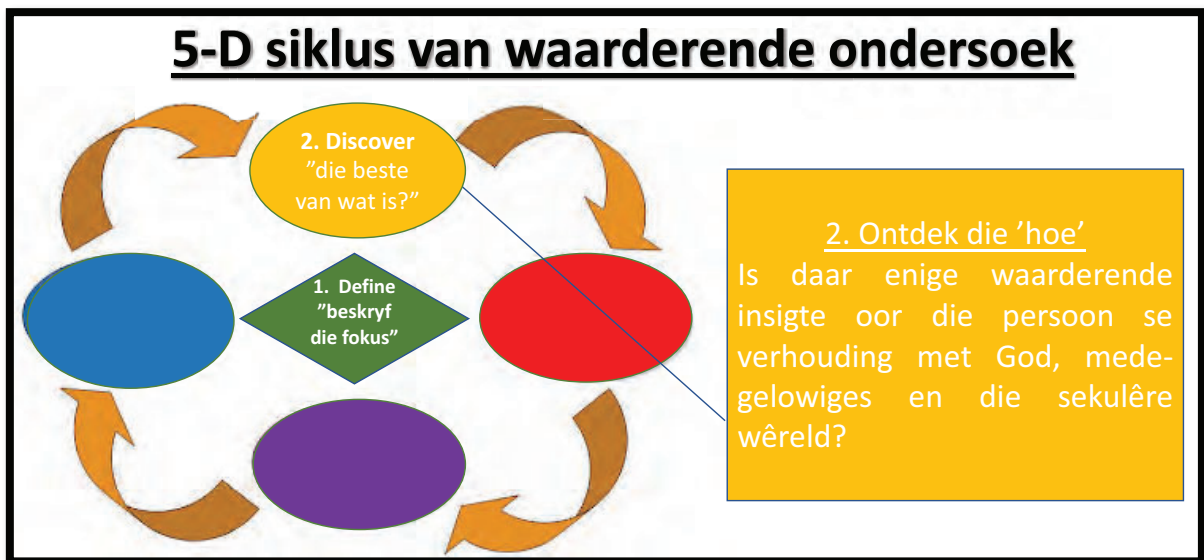 5-D siklus van waarderende ondersoek
2. Discover
”die beste
van wat is?”
1. Define
”beskryf
die fokus”
2. Ontdek die ’hoe’
Is daar enige waarderende
insigte oor die persoon se
verhouding met God, mede-
gelowiges en die sekulêre
wêreld?